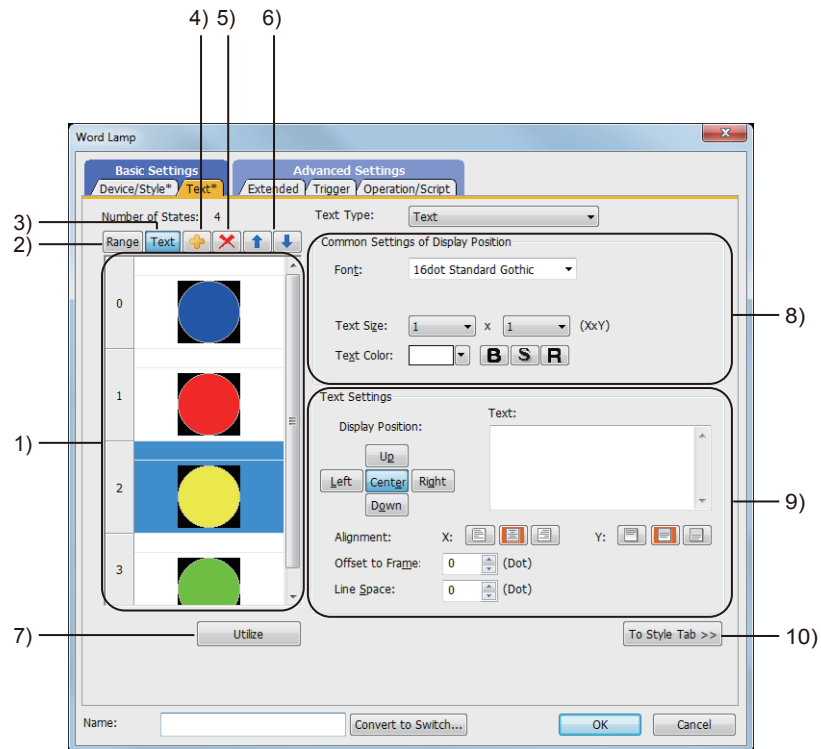 4) 5) 6)
Word Lamp
Basic Settings Advanced Settings
Device/Style* Text* Extended Trigger Operation/Script
3) Number of States: 4 Text Type: Text
2) Range Text Common Settings of Display Position
Font: 16dot Standard Gothic
0
8)
Text Size: 1 x 1 (XxY)
Text Color: B S R
1
Text Settings
Text:
Display Position:
1)
Up
Left Center Right
2
Down
9)
Alignment: X: Y:
Offset to Frame: 0 (Dot)
3
Line Space: 0 (Dot)
7) Utilize To Style Tab >> 10)
Name: Convert to Switch... OK Cancel